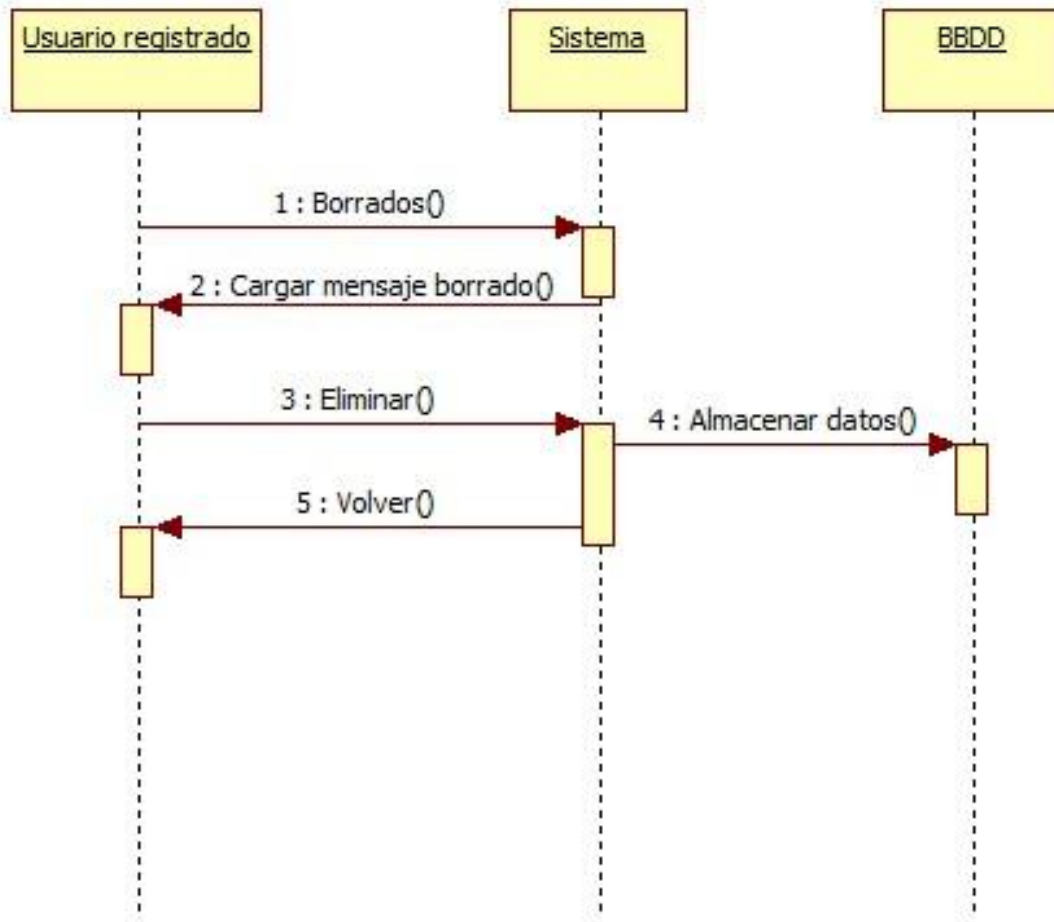 Usuario registrado
Sistema
BBDD
1 : Borrados()
2 : Cargar mensaje borrado()
3 : Eliminar()
4 : Almacenar datos()
5 : Volver()